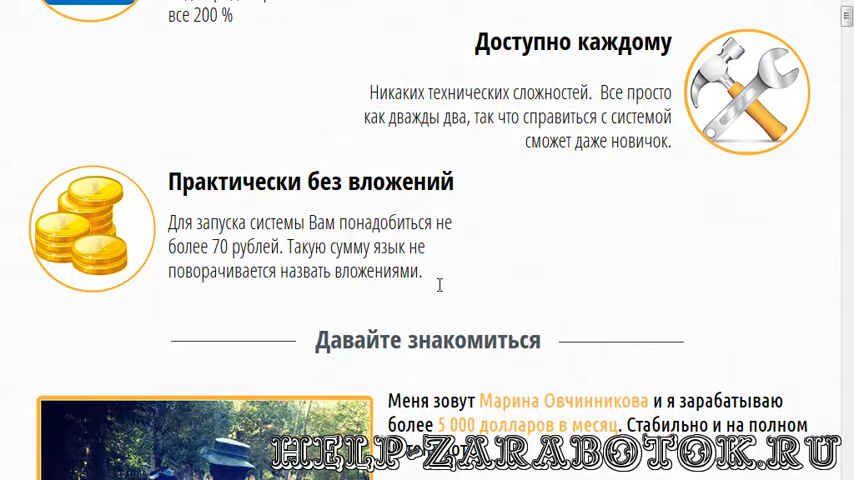 все 200 %
Доступно каждому
Никаких технических сложностей. Все просто
как дважды два, так что справиться с системой
сможет даже новичок.
Практически без вложений
Для запуска системы Вам понадобиться не
более 70 рублей. Такую сумму язык не
поворачивается назвать вложениями.
Давайте знакомиться
Меня зовут Марина Овчинникова и я зарабатываю
более 5 000 долларов в месяц. Стабильно и на полном
HELP-ZARABOTOK.RU